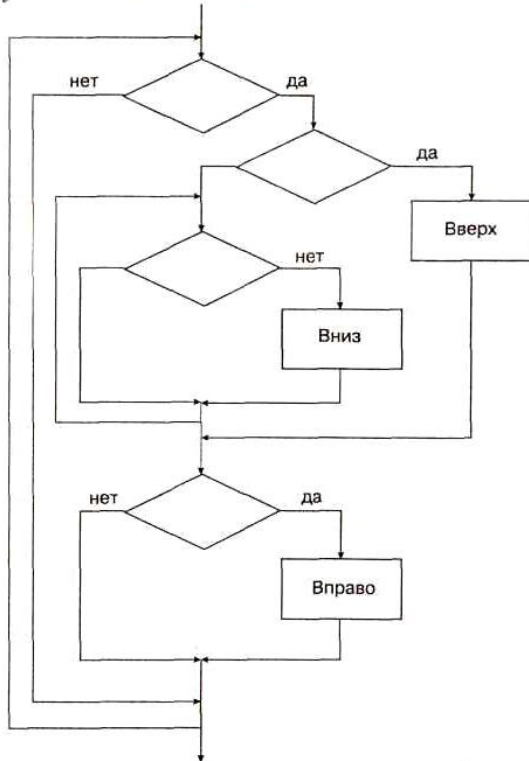 нет
да
да
Вверх
нет
Вниз
нет
да
Вправо